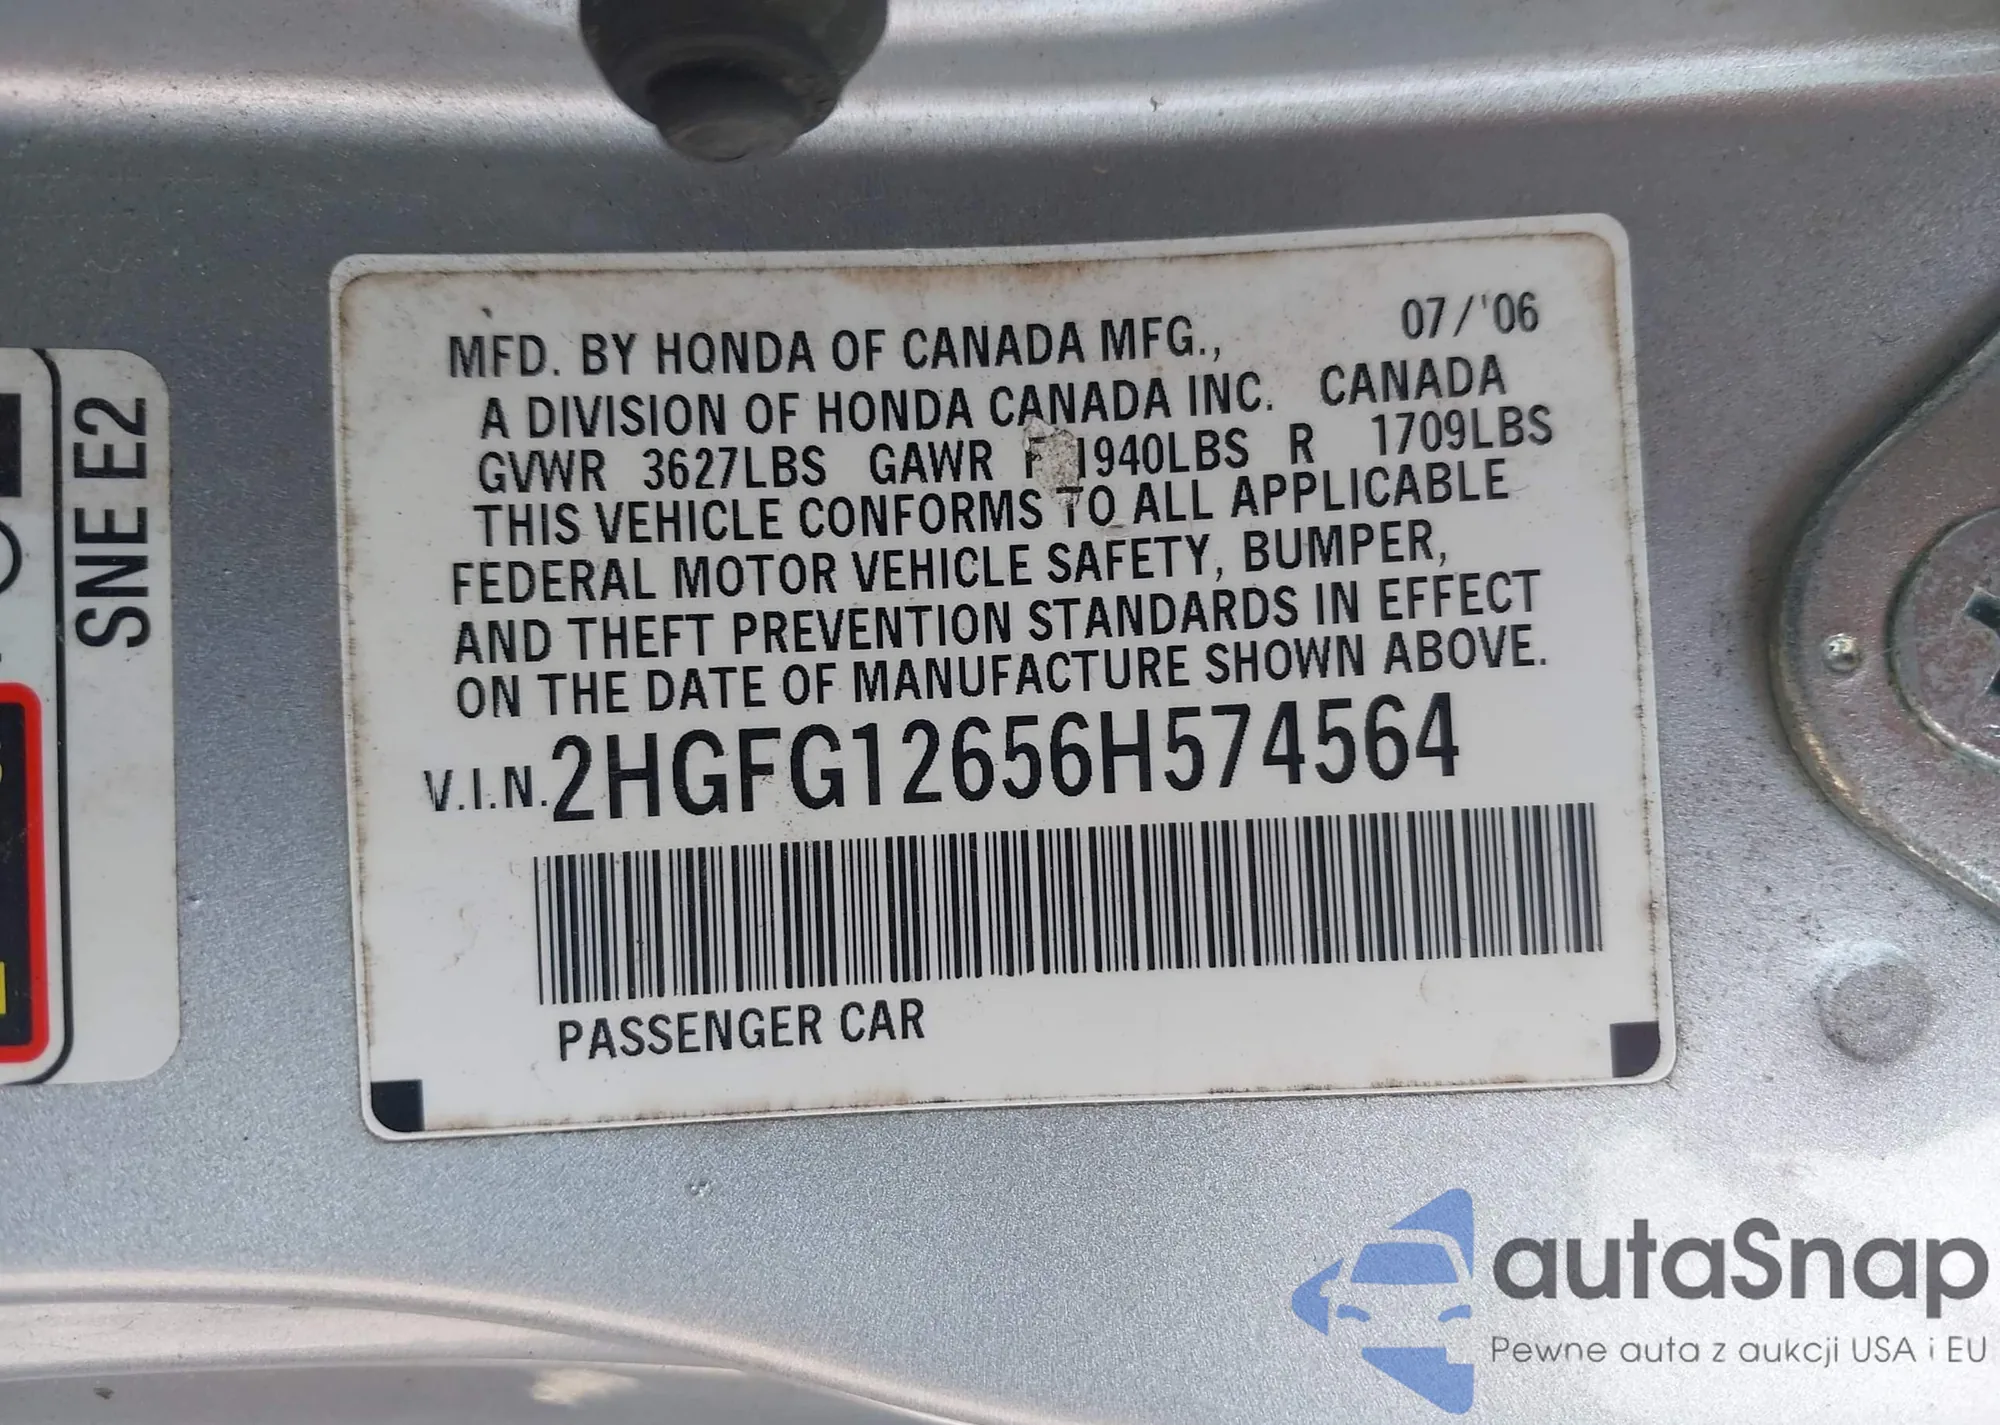 MFD. BY HONDA OF CANADA MFG., 07/'06
A DIVISION OF HONDA CANADA INC. CANADA
GVWR 3627LBS GAWR F 1940LBS R 1709LBS
THIS VEHICLE CONFORMS TO ALL APPLICABLE
FEDERAL MOTOR VEHICLE SAFETY, BUMPER,
AND THEFT PREVENTION STANDARDS IN EFFECT
ON THE DATE OF MANUFACTURE SHOWN ABOVE.
V.I.N. 2HGFG12656H574564
PASSENGER CAR
SNE E2
autaSnap
Pewne auta z aukcji USA i EU